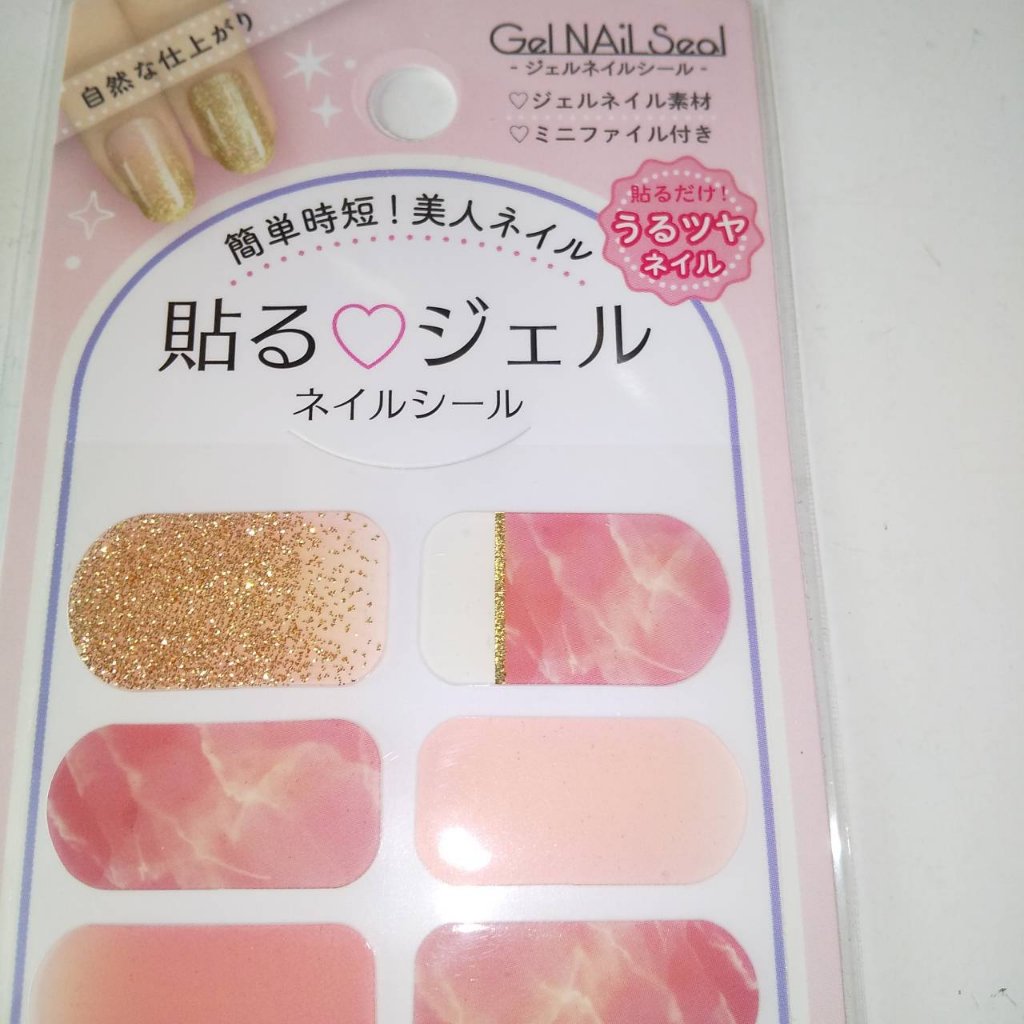 自然な仕上がり
Gel NAiL Seal
- ジェルネイルシール -
♡ジェルネイル素材
♡ミニファイル付き
貼るだけ!
うるツヤ
ネイル
簡単時短!美人ネイル
貼る♡ジェル
ネイルシール